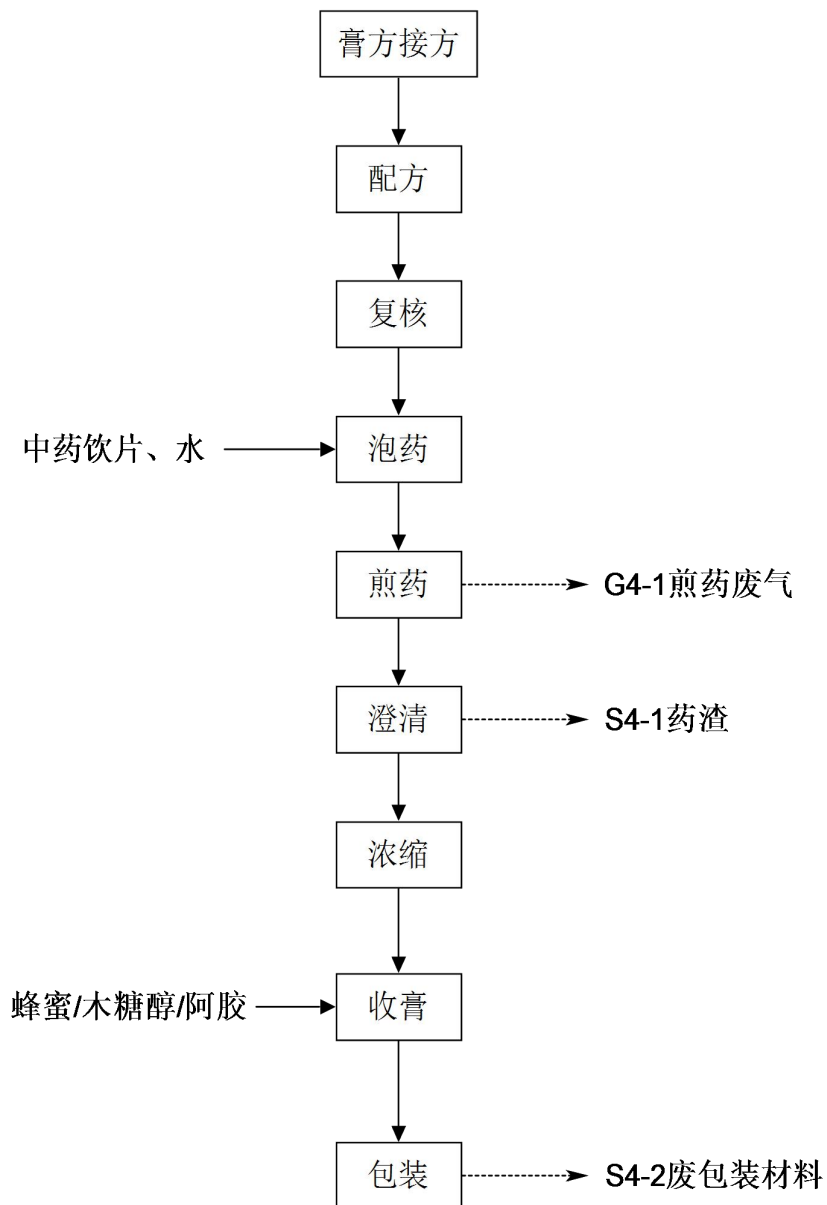 膏方接方
配方
复核
中药饮片、水
泡药
煎药
G4-1煎药废气
澄清
S4-1药渣
浓缩
蜂蜜/木糖醇/阿胶
收膏
包装
S4-2废包装材料